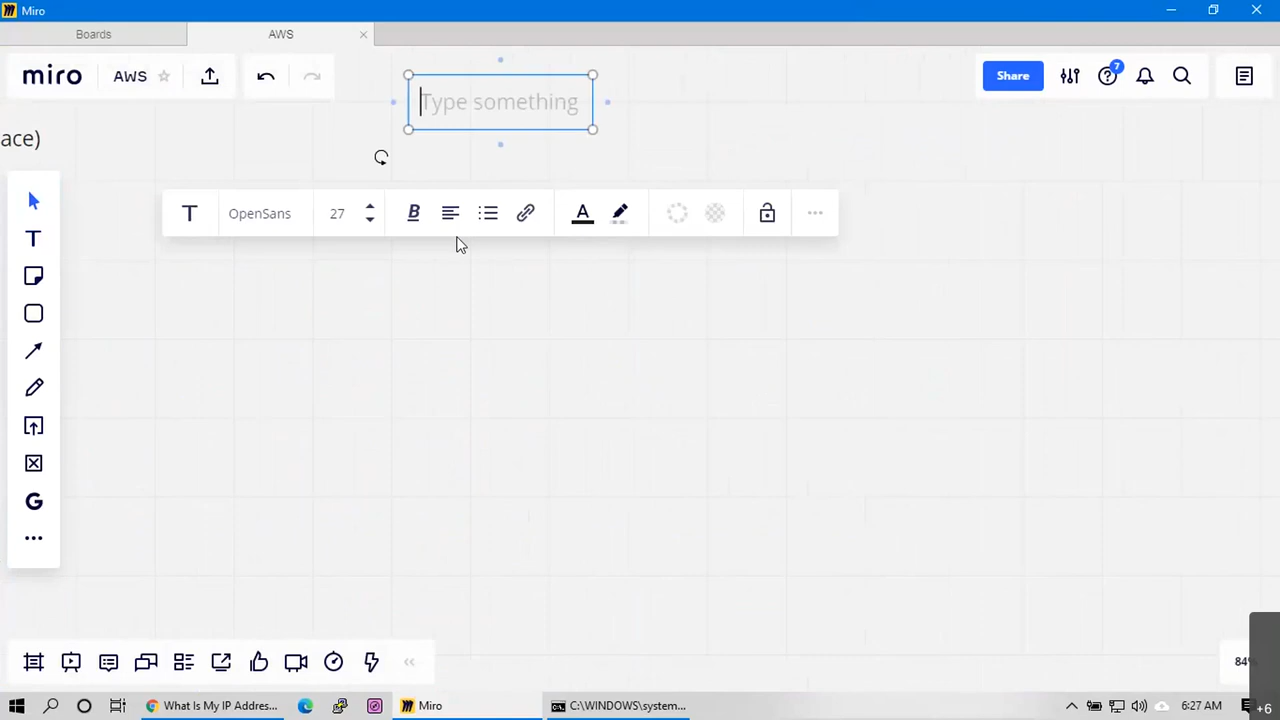 Miro
Boards
AWS
miro
AWS
Share
7
ace)
Type something
T
OpenSans
27
B
A
T
G
84%
What Is My IP Addres...
Miro
C:\WINDOWS\system...
6:27 AM
+6